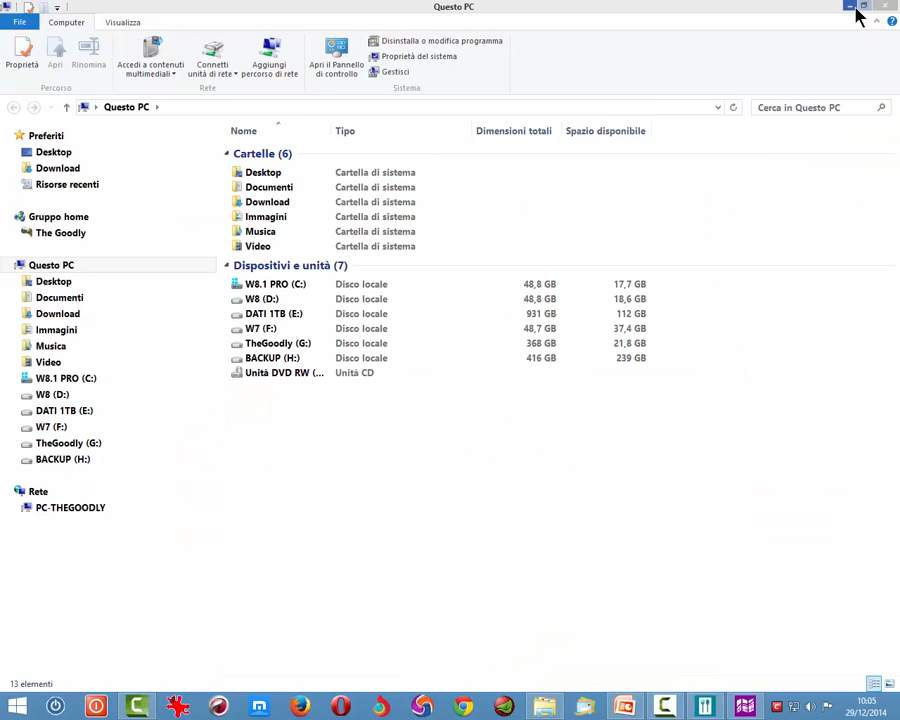 Questo PC
File Computer Visualizza
Proprietà Apri Rinomina
Percorso
Accedi a contenuti multimediali
Connetti unità di rete
Aggiungi percorso di rete
Rete
Apri il Pannello di controllo
Disinstalla o modifica programma
Proprietà del sistema
Gestisci
Sistema
Questo PC
Cerca in Questo PC
Preferiti
Desktop
Download
Risorse recenti
Gruppo home
The Goodly
Questo PC
Desktop
Documenti
Download
Immagini
Musica
Video
W8.1 PRO (C:)
W8 (D:)
DATI 1TB (E:)
W7 (F:)
TheGoodly (G:)
BACKUP (H:)
Rete
PC-THEGOODLY
Nome Tipo Dimensioni totali Spazio disponibile
Cartelle (6)
Desktop Cartella di sistema
Documenti Cartella di sistema
Download Cartella di sistema
Immagini Cartella di sistema
Musica Cartella di sistema
Video Cartella di sistema
Dispositivi e unità (7)
W8.1 PRO (C:) Disco locale 48,8 GB 17,7 GB
W8 (D:) Disco locale 48,8 GB 18,6 GB
DATI 1TB (E:) Disco locale 931 GB 112 GB
W7 (F:) Disco locale 48,7 GB 37,4 GB
TheGoodly (G:) Disco locale 368 GB 21,8 GB
BACKUP (H:) Disco locale 416 GB 239 GB
Unità DVD RW (... Unità CD
13 elementi
10:05
29/12/2014